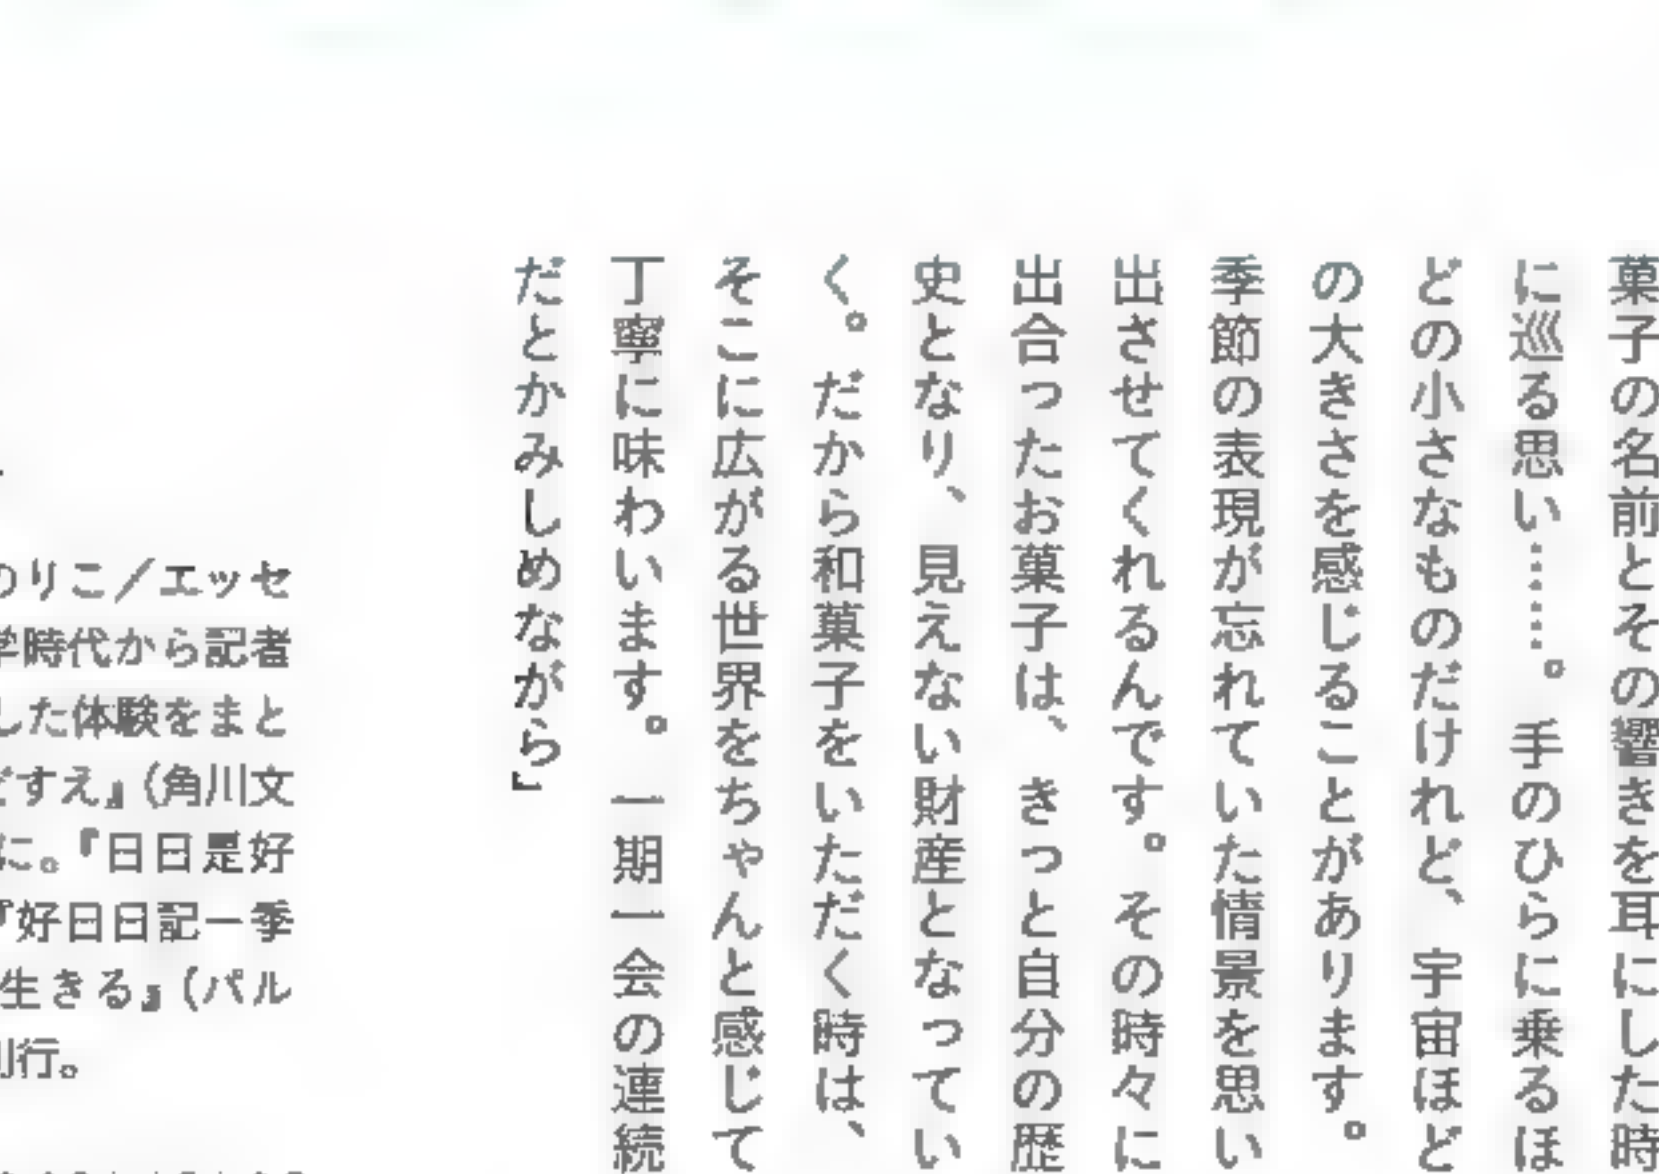 菓子の名前とその響きを耳にした時
に巡る思い……。手のひらに乗るほ
どの小さなものだけれど、宇宙ほど
の大きさを感じることがあります。
季節の表現が忘れていた情景を思い
出させてくれるんです。その時々に
出合ったお菓子は、きっと自分の歴
史となり、見えない財産となってい
く。だから和菓子をいただく時は、
そこに広がる世界をちゃんと感じて
丁寧に味わいます。一期一会の連続
だとかみしめながら」
のりこ／エッセ
学時代から記者
した体験をまと
どすえ』（角川文
に。『日日是好
『好日日記―季
生きる』（パル
刊行。